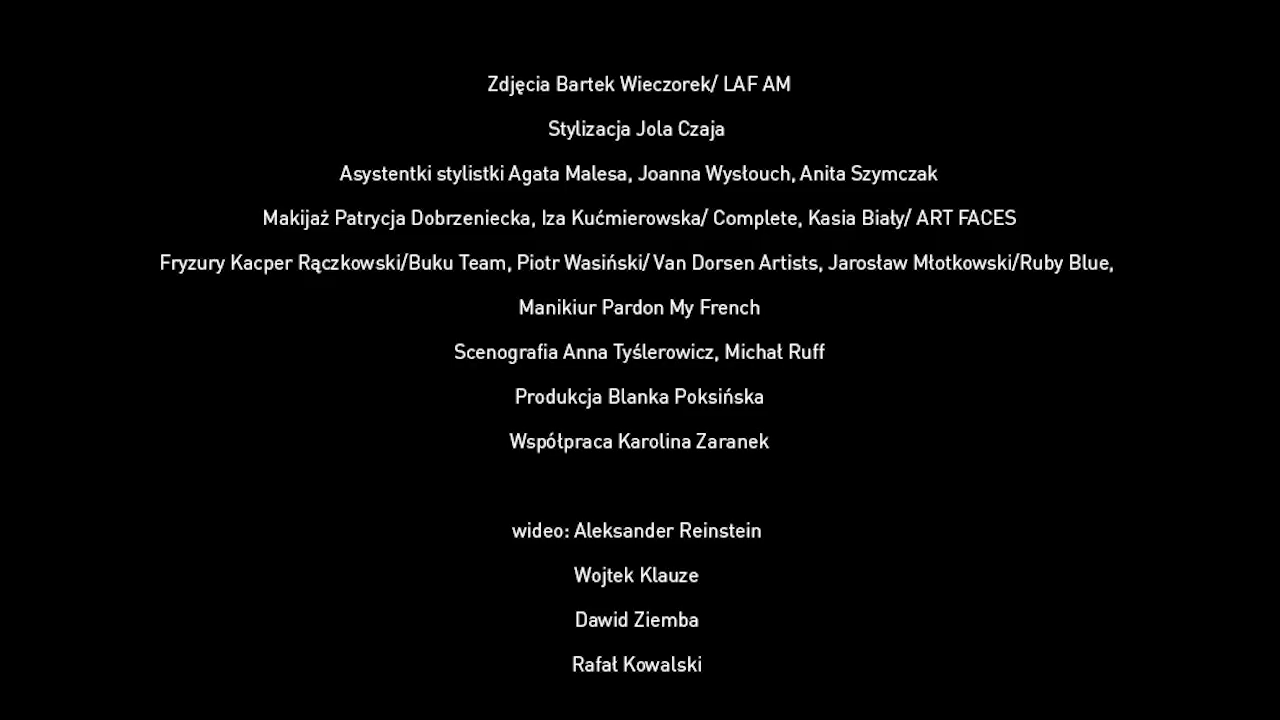 Zdjęcia Bartek Wieczorek/ LAF AM
Stylizacja Jola Czaja
Asystentki stylistki Agata Malesa, Joanna Wysłouch, Anita Szymczak
Makijaż Patrycja Dobrzeniecka, Iza Kućmierowska/ Complete, Kasia Biały/ ART FACES
Fryzury Kacper Rączkowski/Buku Team, Piotr Wasiński/ Van Dorsen Artists, Jarosław Młotkowski/Ruby Blue,
Manikiur Pardon My French
Scenografia Anna Tyślerowicz, Michał Ruff
Produkcja Blanka Poksińska
Współpraca Karolina Zaranek
wideo: Aleksander Reinstein
Wojtek Klauze
Dawid Ziemba
Rafał Kowalski